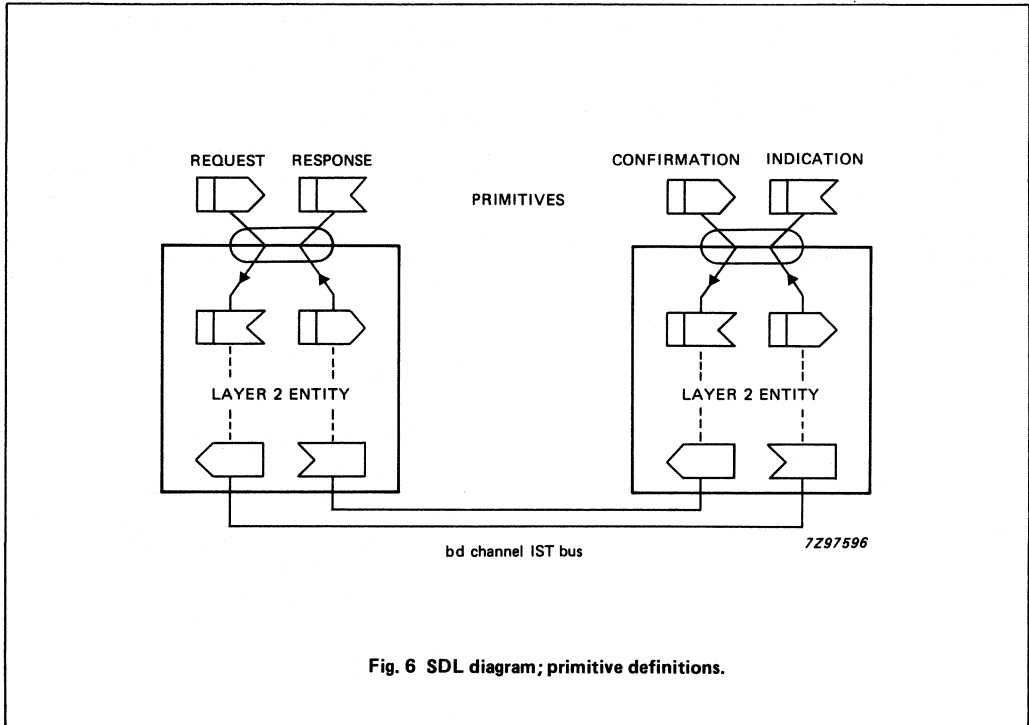 REQUEST RESPONSE
CONFIRMATION INDICATION
PRIMITIVES
LAYER 2 ENTITY
LAYER 2 ENTITY
bd channel IST bus
7Z97596
Fig. 6 SDL diagram; primitive definitions.